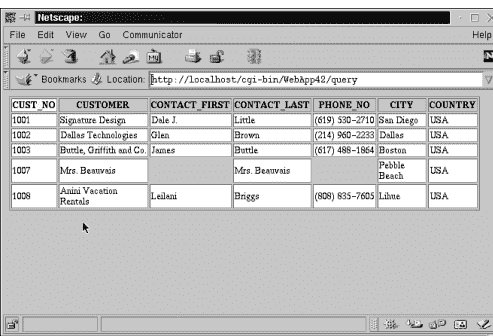 Netscape:
File Edit View Go Communicator Help
Bookmarks Location: http://localhost/cgi-bin/WebApp42/query
CUST_NO CUSTOMER CONTACT_FIRST CONTACT_LAST PHONE_NO CITY COUNTRY
1001 Signature Design Dale J. Little (619) 530-2710 San Diego USA
1002 Dallas Technologies Glen Brown (214) 960-2233 Dallas USA
1003 Buttle, Griffith and Co. James Buttle (617) 488-1864 Boston USA
1007 Mrs. Beauvais Mrs. Beauvais Pebble Beach USA
1008 Anini Vacation Rentals Leilani Briggs (808) 835-7605 Lihue USA